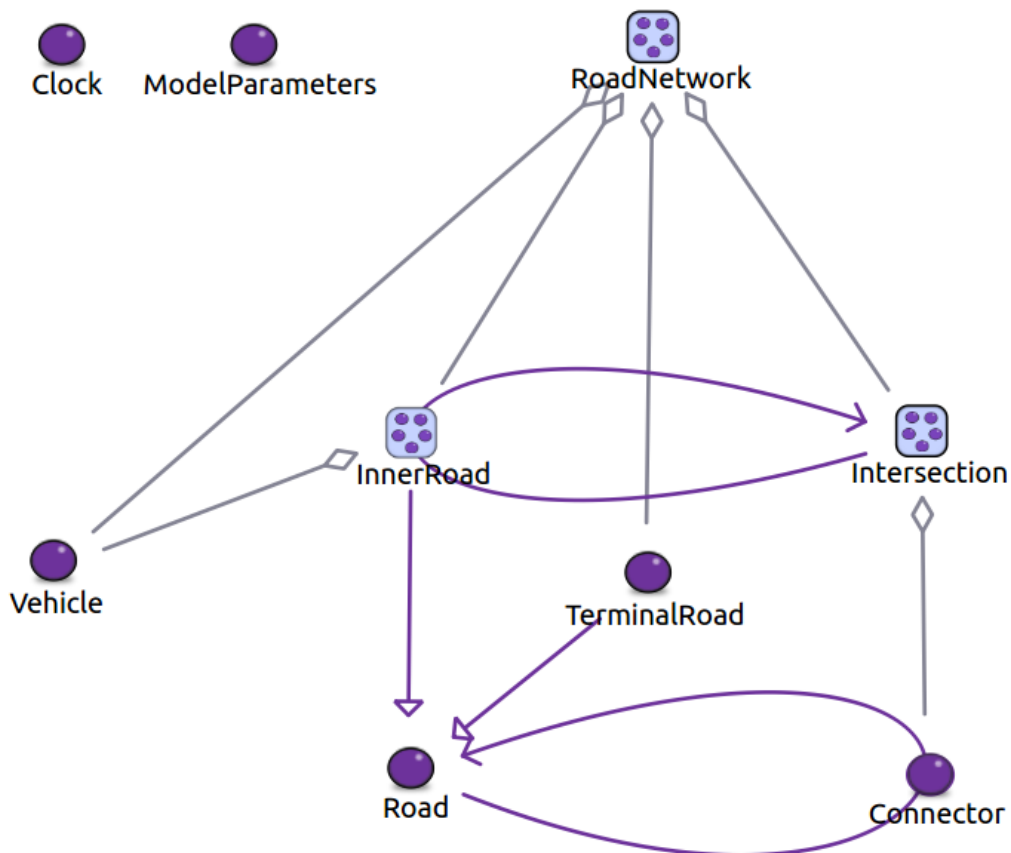 RoadNetwork
Clock
ModelParameters
InnerRoad
Intersection
Vehicle
TerminalRoad
Road
Connector